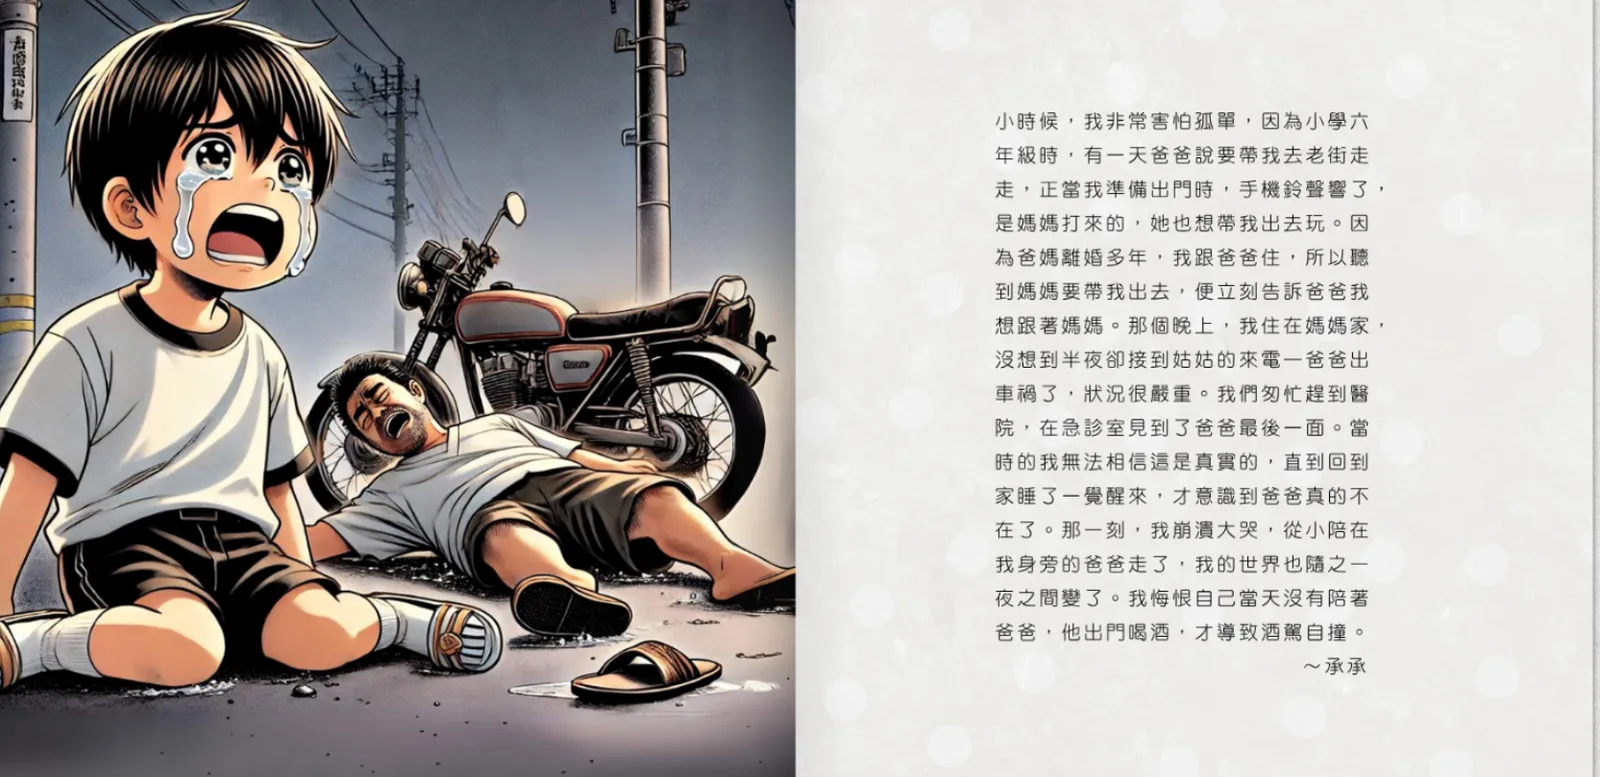 小時候，我非常害怕孤單，因為小學六
年級時，有一天爸爸說要帶我去老街走
走，正當我準備出門時，手機鈴聲響了，
是媽媽打來的，她也想帶我出去玩。因
為爸媽離婚多年，我跟爸爸住，所以聽
到媽媽要帶我出去，便立刻告訴爸爸我
想跟著媽媽。那個晚上，我住在媽媽家，
沒想到半夜卻接到姑姑的來電—爸爸出
車禍了，狀況很嚴重。我們匆忙趕到醫
院，在急診室見到了爸爸最後一面。當
時的我無法相信這是真實的，直到回到
家睡了一覺醒來，才意識到爸爸真的不
在了。那一刻，我崩潰大哭，從小陪在
我身旁的爸爸走了，我的世界也隨之一
夜之間變了。我悔恨自己當天沒有陪著
爸爸，他出門喝酒，才導致酒駕自撞。
～承承